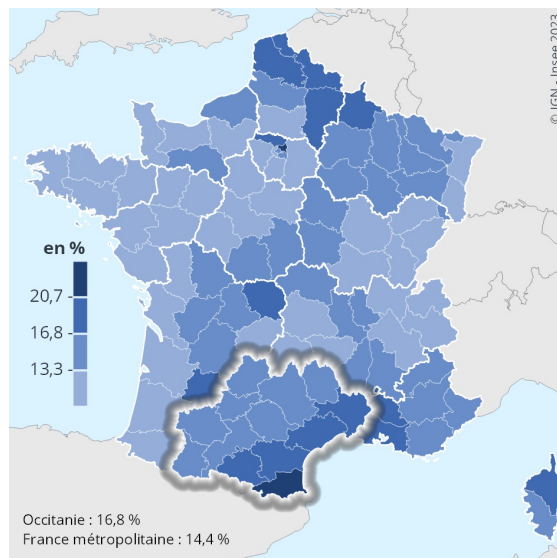 © IGN - Insee 2023
en %
20,7
16,8
13,3
Occitanie : 16,8 %
France métropolitaine : 14,4 %